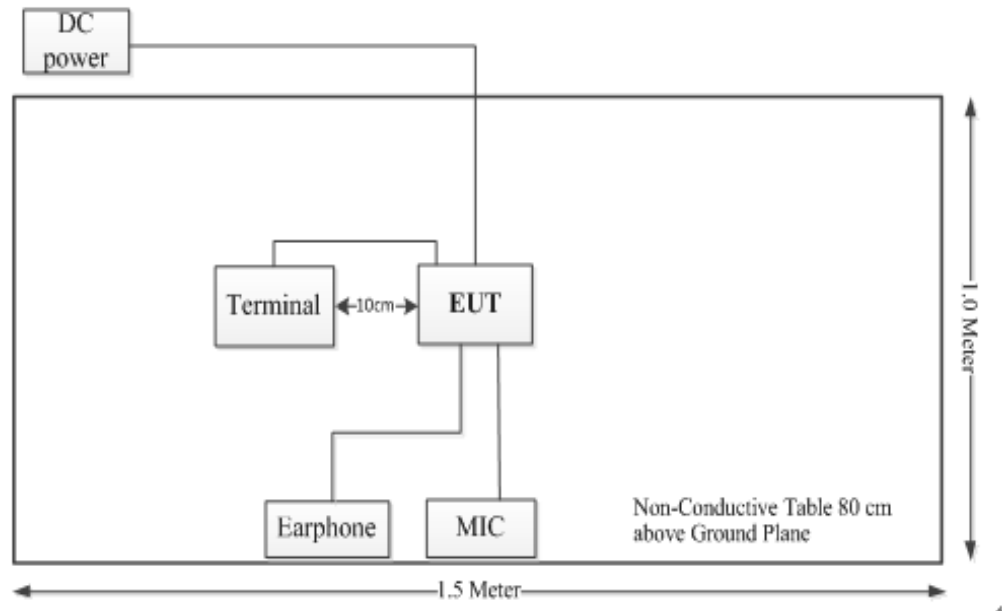 DC
power
Terminal
10cm
EUT
1.0 Meter
Earphone
MIC
Non-Conductive Table 80 cm
above Ground Plane
1.5 Meter